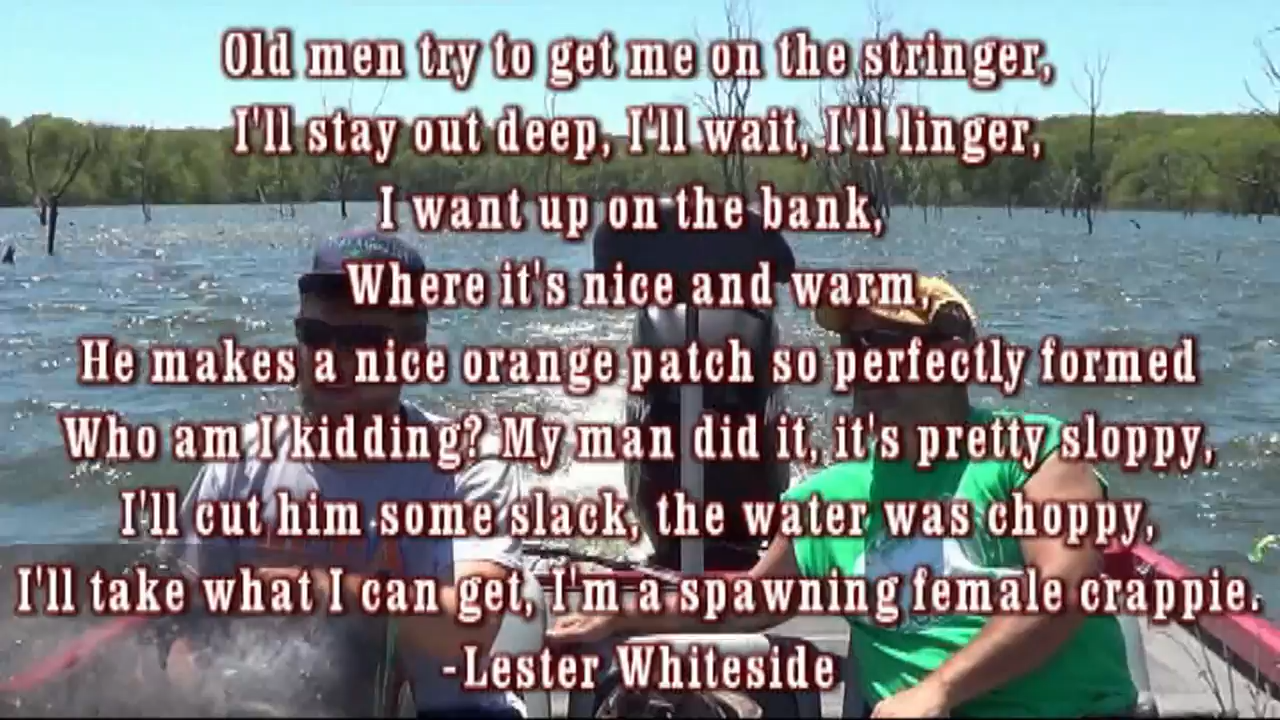 Old men try to get me on the stringer,
I'll stay out deep, I'll wait, I'll linger,
I want up on the bank,
Where it's nice and warm,
He makes a nice orange patch so perfectly formed
Who am I kidding? My man did it, it's pretty sloppy,
I'll cut him some slack, the water was choppy,
I'll take what I can get, I'm a spawning female crappie.
-Lester Whiteside